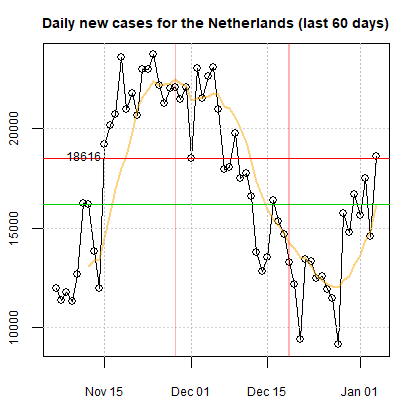 Daily new cases for the Netherlands (last 60 days)
20000
18616
15000
10000
Nov 15
Dec 01
Dec 15
Jan 01